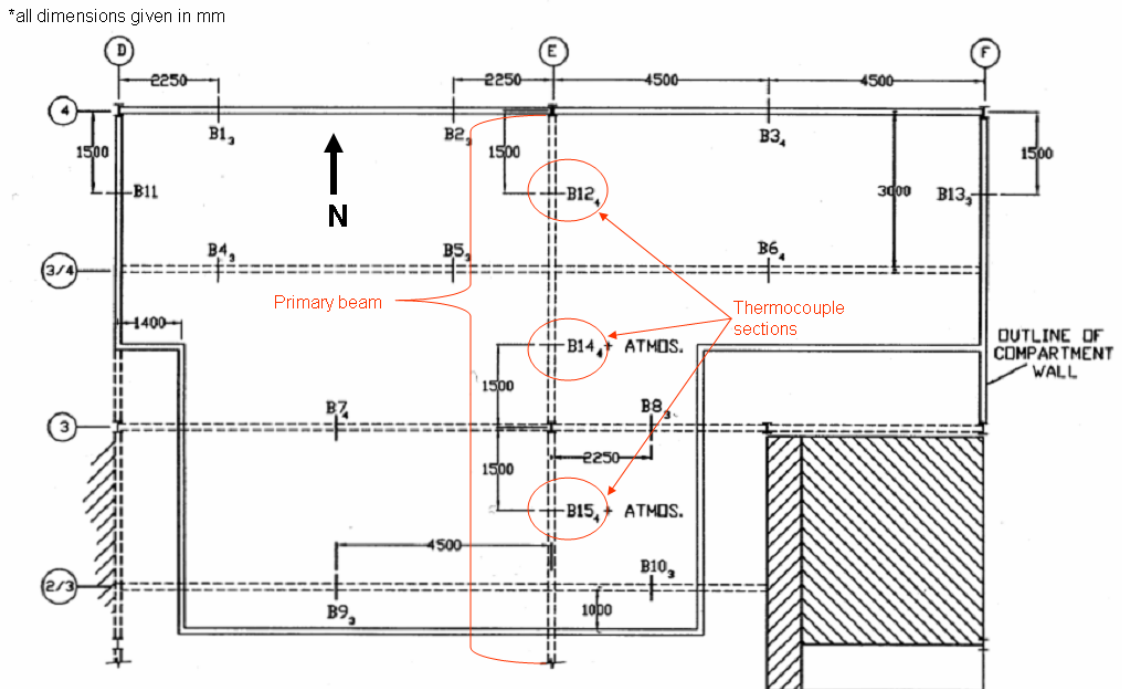 *all dimensions given in mm
D
E
F
2250
2250
4500
4500
4
B1₃
B2₃
B3₄
1500
1500
1500
N
B11
B12₄
3000
B13₃
B4₃
B5₃
B6₄
3/4
Primary beam
Thermocouple
sections
1400
B14₄ + ATMOS.
OUTLINE OF
COMPARTMENT
WALL
1500
B7₄
B8₃
3
2250
1500
B15₄ + ATMOS.
4500
B10₃
2/3
B9₃
1000